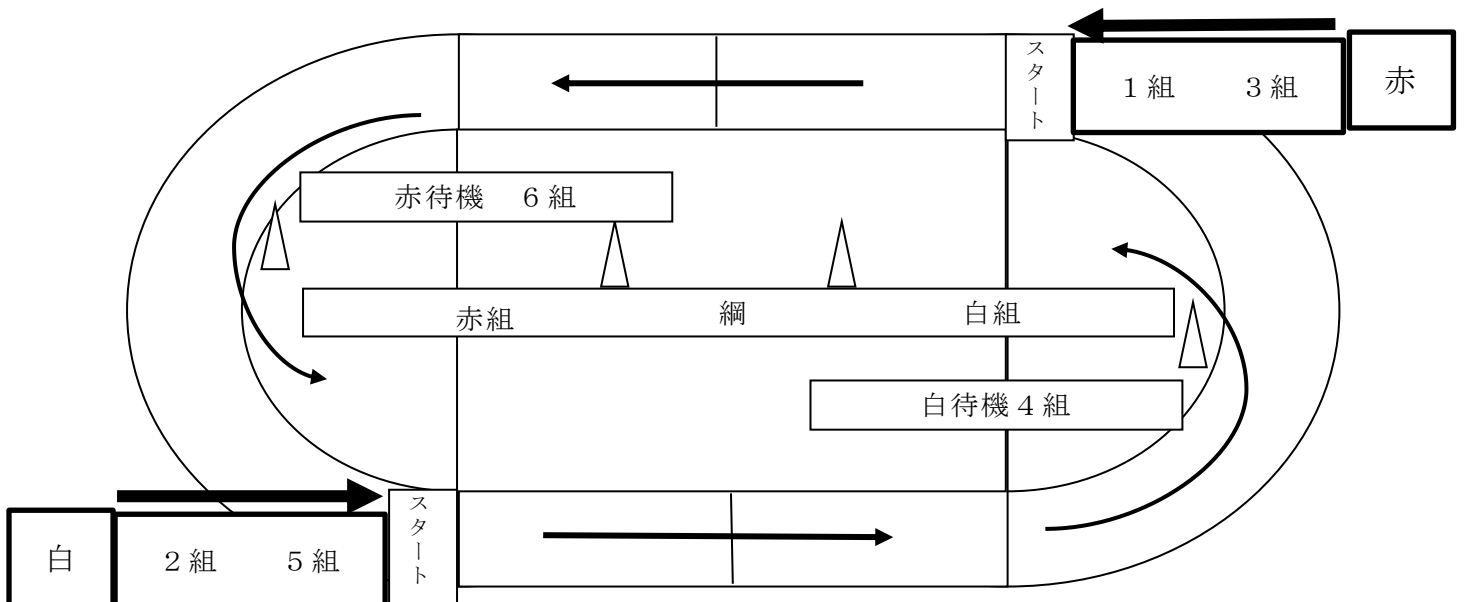 スタート
１組　３組
赤
赤待機　６組
赤組　綱　白組
白待機４組
白
２組　５組
スタート